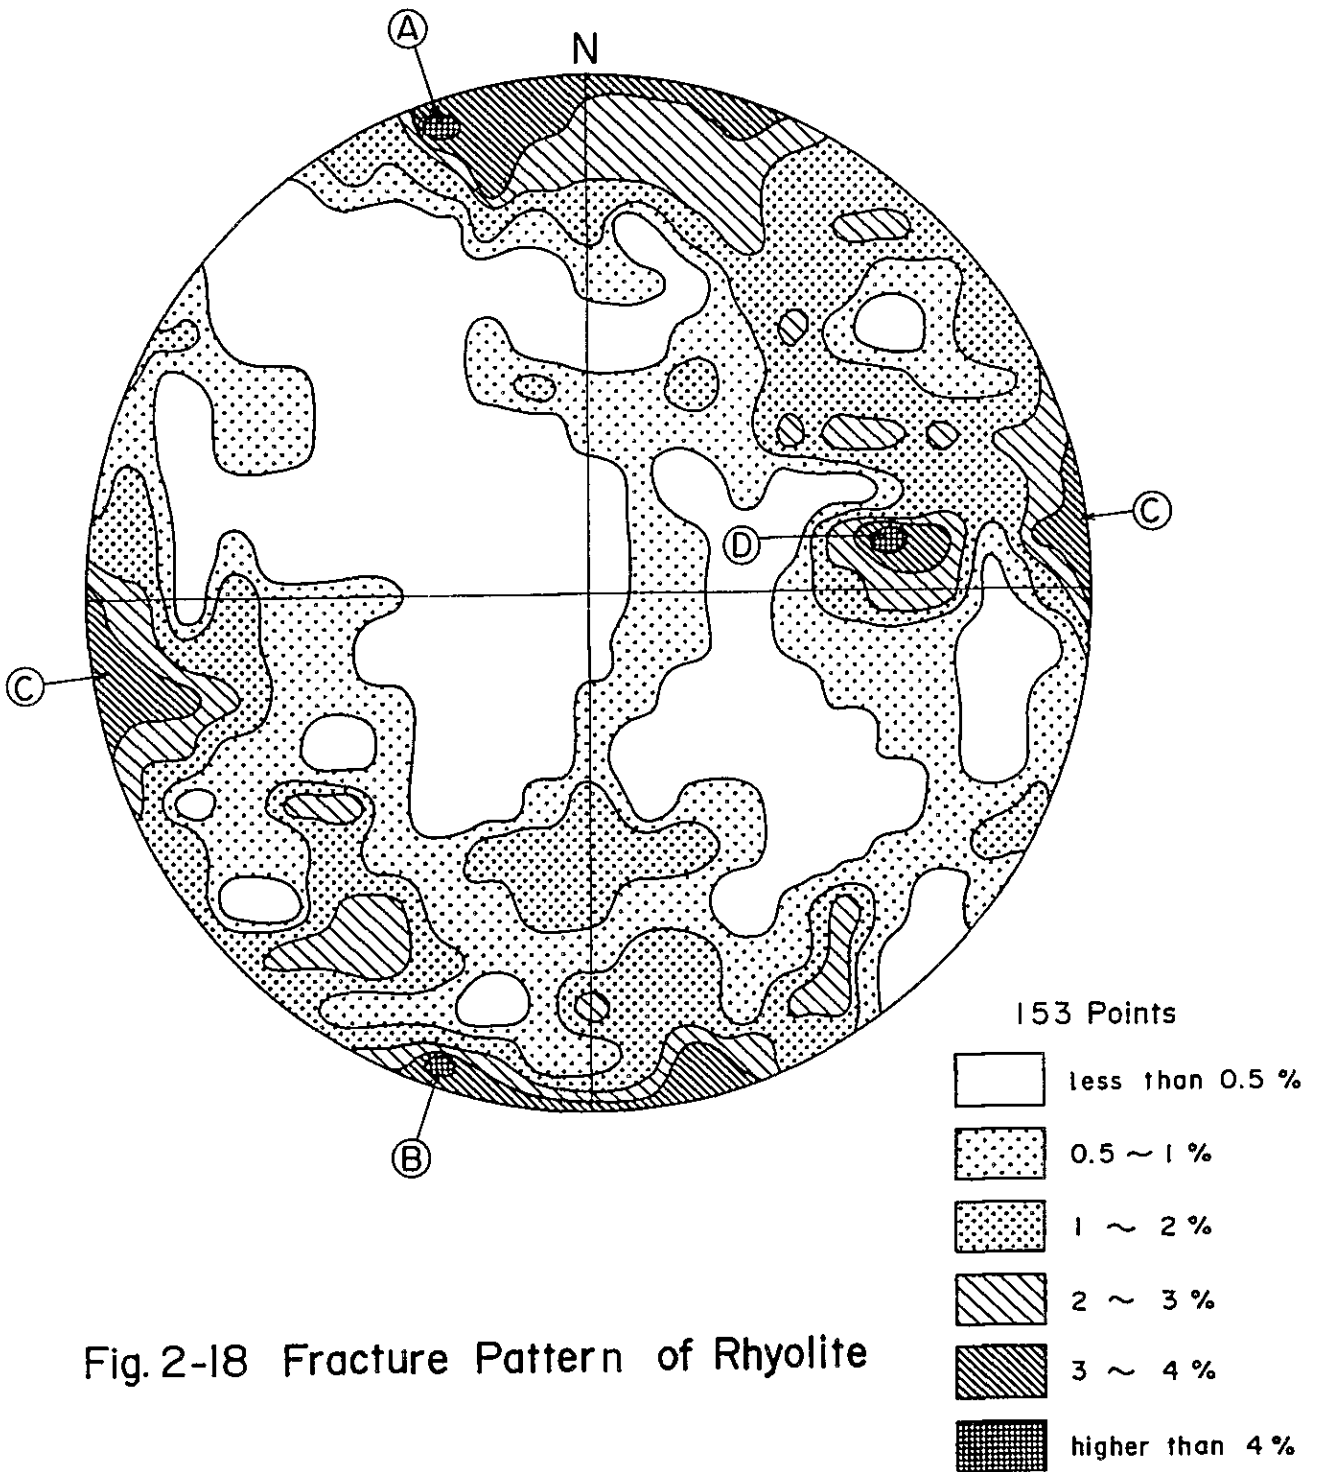 A
N
C
D
C
B
153 Points
less than 0.5 %
0.5 ~ 1 %
1 ~ 2 %
2 ~ 3 %
3 ~ 4 %
higher than 4 %
Fig. 2-18 Fracture Pattern of Rhyolite